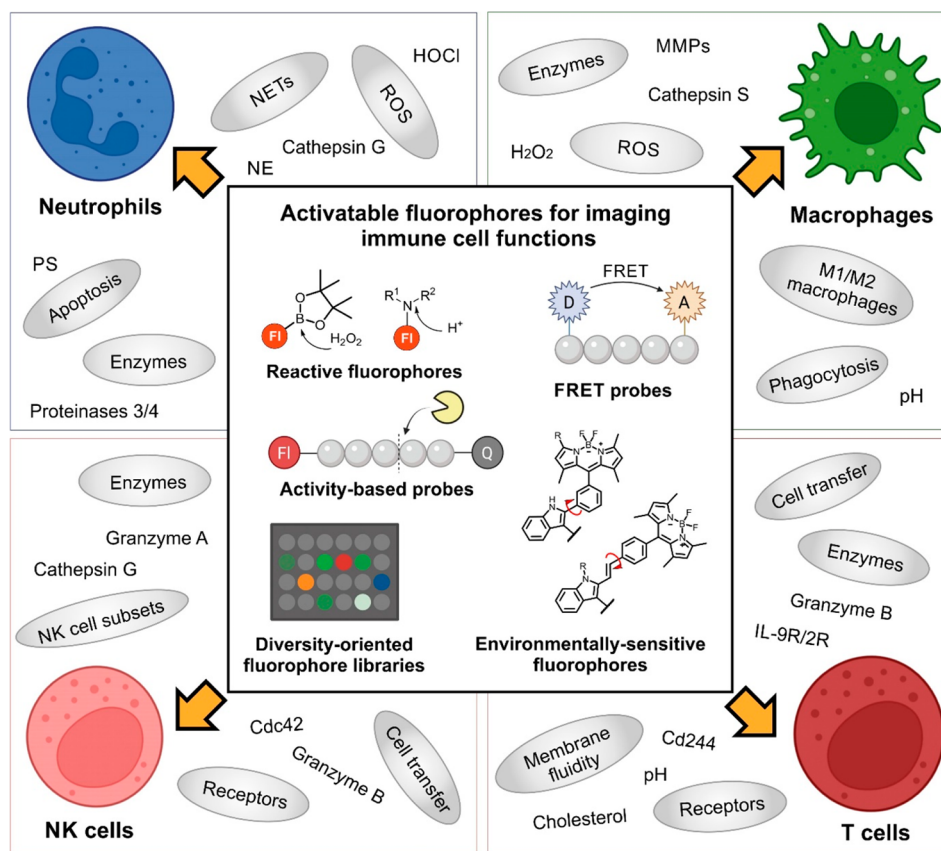 NETs
ROS
HOCl
Cathepsin G
NE
Neutrophils
PS
Apoptosis
Enzymes
Proteinases 3/4
Enzymes
MMPs
Cathepsin S
H₂O₂
ROS
Macrophages
M1/M2
macrophages
Phagocytosis
pH
Activatable fluorophores for imaging
immune cell functions
B
O
O
Fl
H₂O₂
R¹
R²
N
Fl
H⁺
Reactive fluorophores
FRET
D
A
FRET probes
Fl
Q
Activity-based probes
Diversity-oriented
fluorophore libraries
R
F
F
B
N
N
H
N
R
N
N
B
F
F
N
Environmentally-sensitive
fluorophores
Enzymes
Granzyme A
Cathepsin G
NK cell subsets
NK cells
Cdc42
Granzyme B
Receptors
Cell transfer
Cell transfer
Enzymes
Granzyme B
IL-9R/2R
Membrane
fluidity
Cd244
pH
Cholesterol
Receptors
T cells